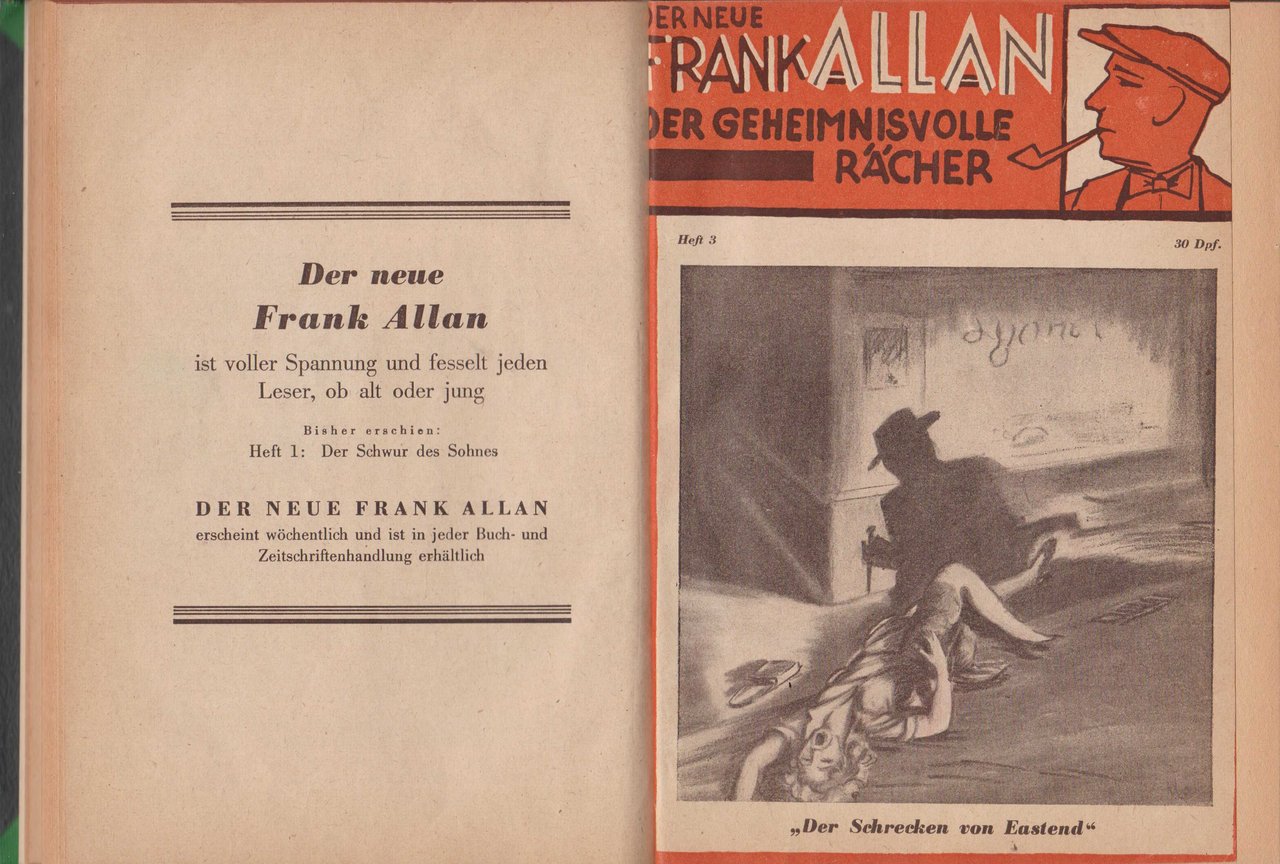 Der neue
Frank Allan
ist voller Spannung und fesselt jeden
Leser, ob alt oder jung
Bisher erschien:
Heft 1: Der Schwur des Sohnes
DER NEUE FRANK ALLAN
erscheint wöchentlich und ist in jeder Buch- und
Zeitschriftenhandlung erhältlich
DER NEUE
FRANK ALLAN
DER GEHEIMNISVOLLE
RÄCHER
Heft 3
30 Dpf.
„Der Schrecken von Eastend“